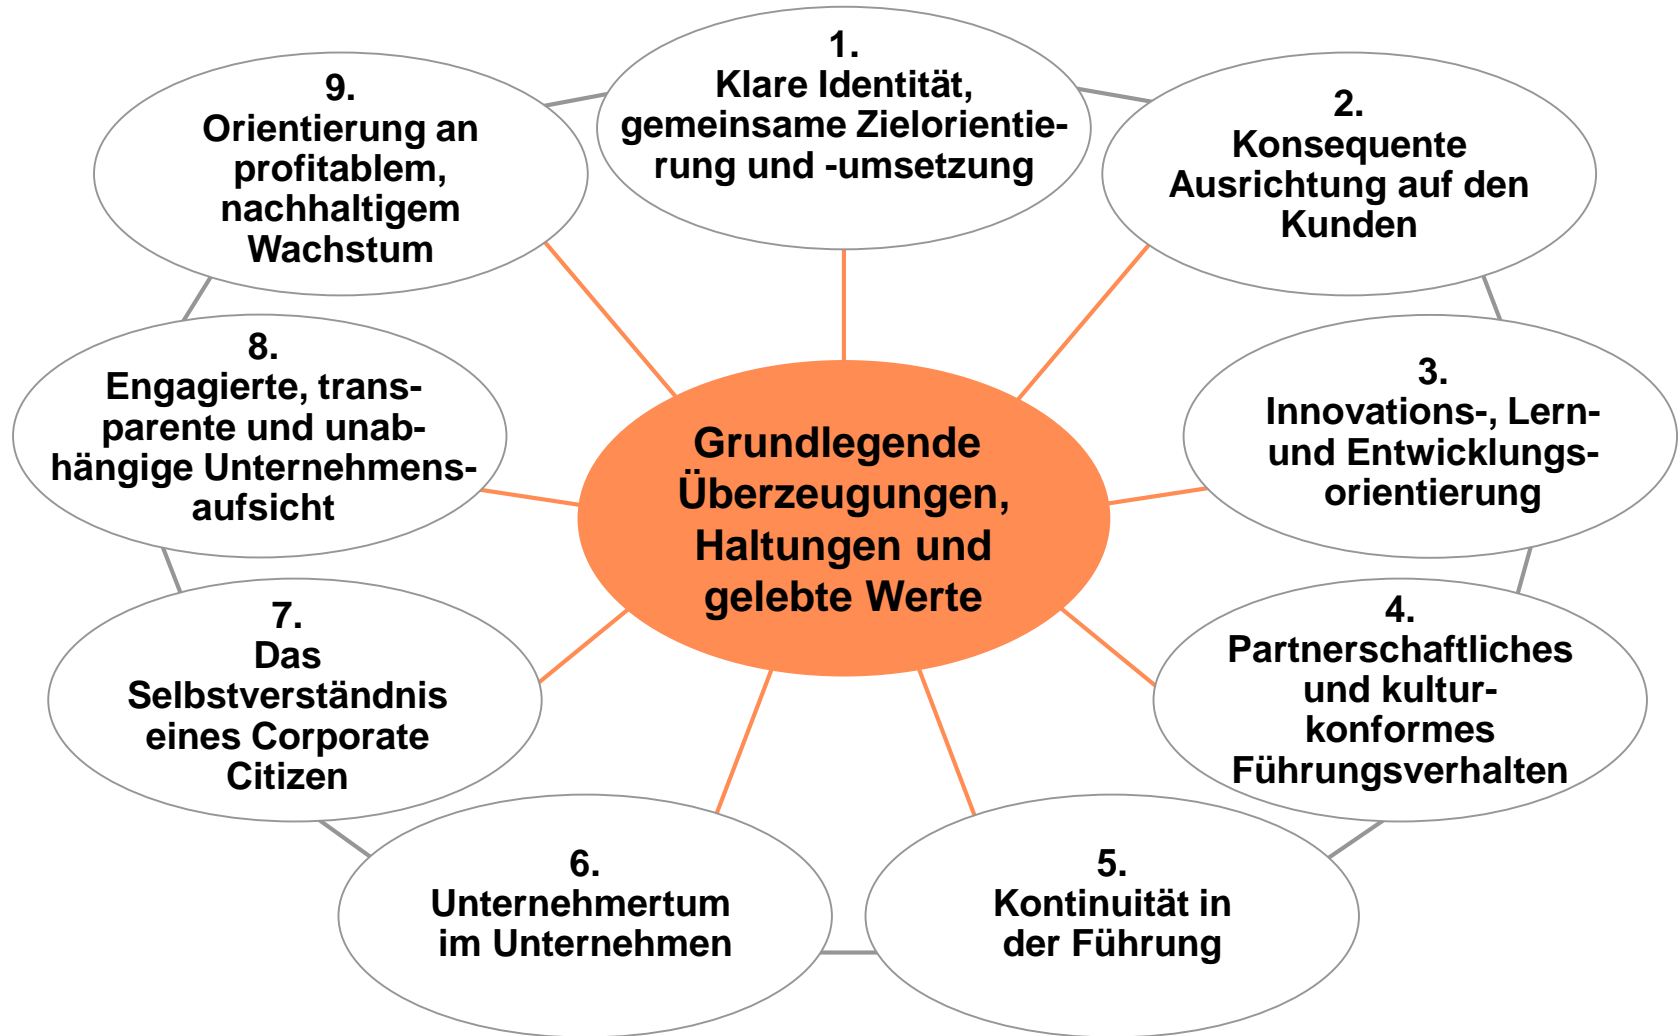 1.
Klare Identität,
gemeinsame Zielorientie-
rung und -umsetzung
2.
Konsequente
Ausrichtung auf den
Kunden
3.
Innovations-, Lern-
und Entwicklungs-
orientierung
4.
Partnerschaftliches
und kultur-
konformes
Führungsverhalten
5.
Kontinuität in
der Führung
6.
Unternehmertum
im Unternehmen
7.
Das
Selbstverständnis
eines Corporate
Citizen
8.
Engagierte, trans-
parente und unab-
hängige Unternehmens-
aufsicht
9.
Orientierung an
profitablem,
nachhaltigem
Wachstum
Grundlegende
Überzeugungen,
Haltungen und
gelebte Werte